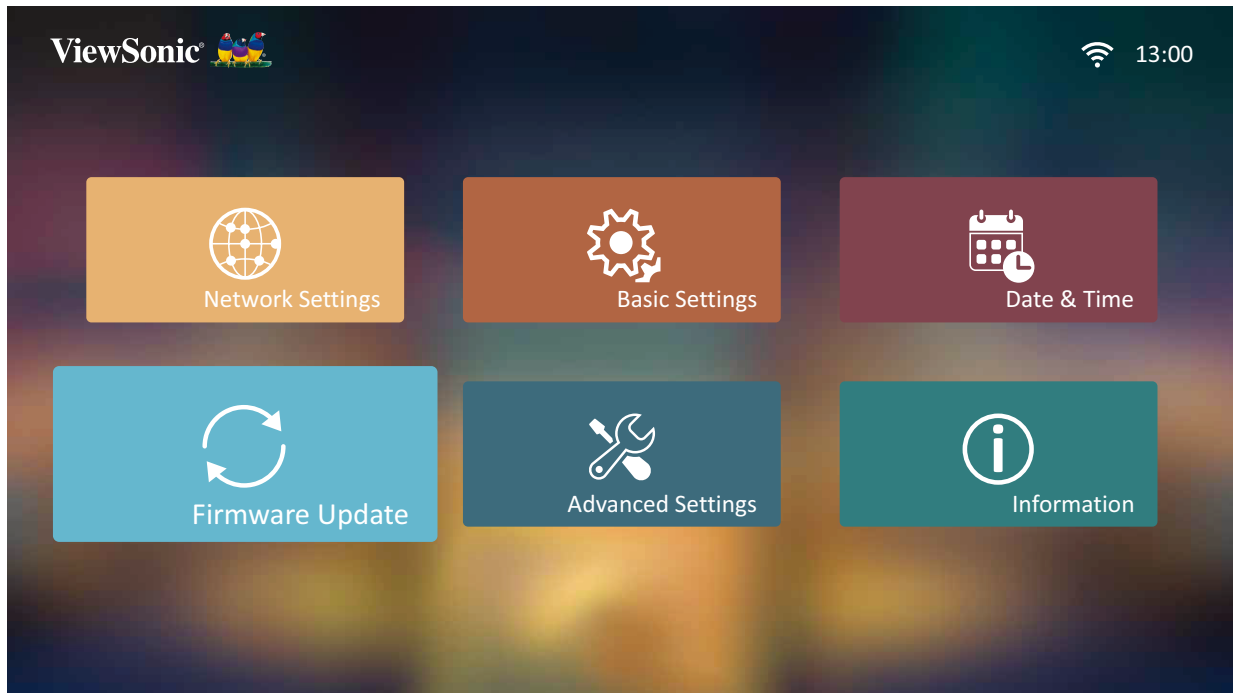 ViewSonic®
13:00
Network Settings
Basic Settings
Date & Time
Firmware Update
Advanced Settings
Information